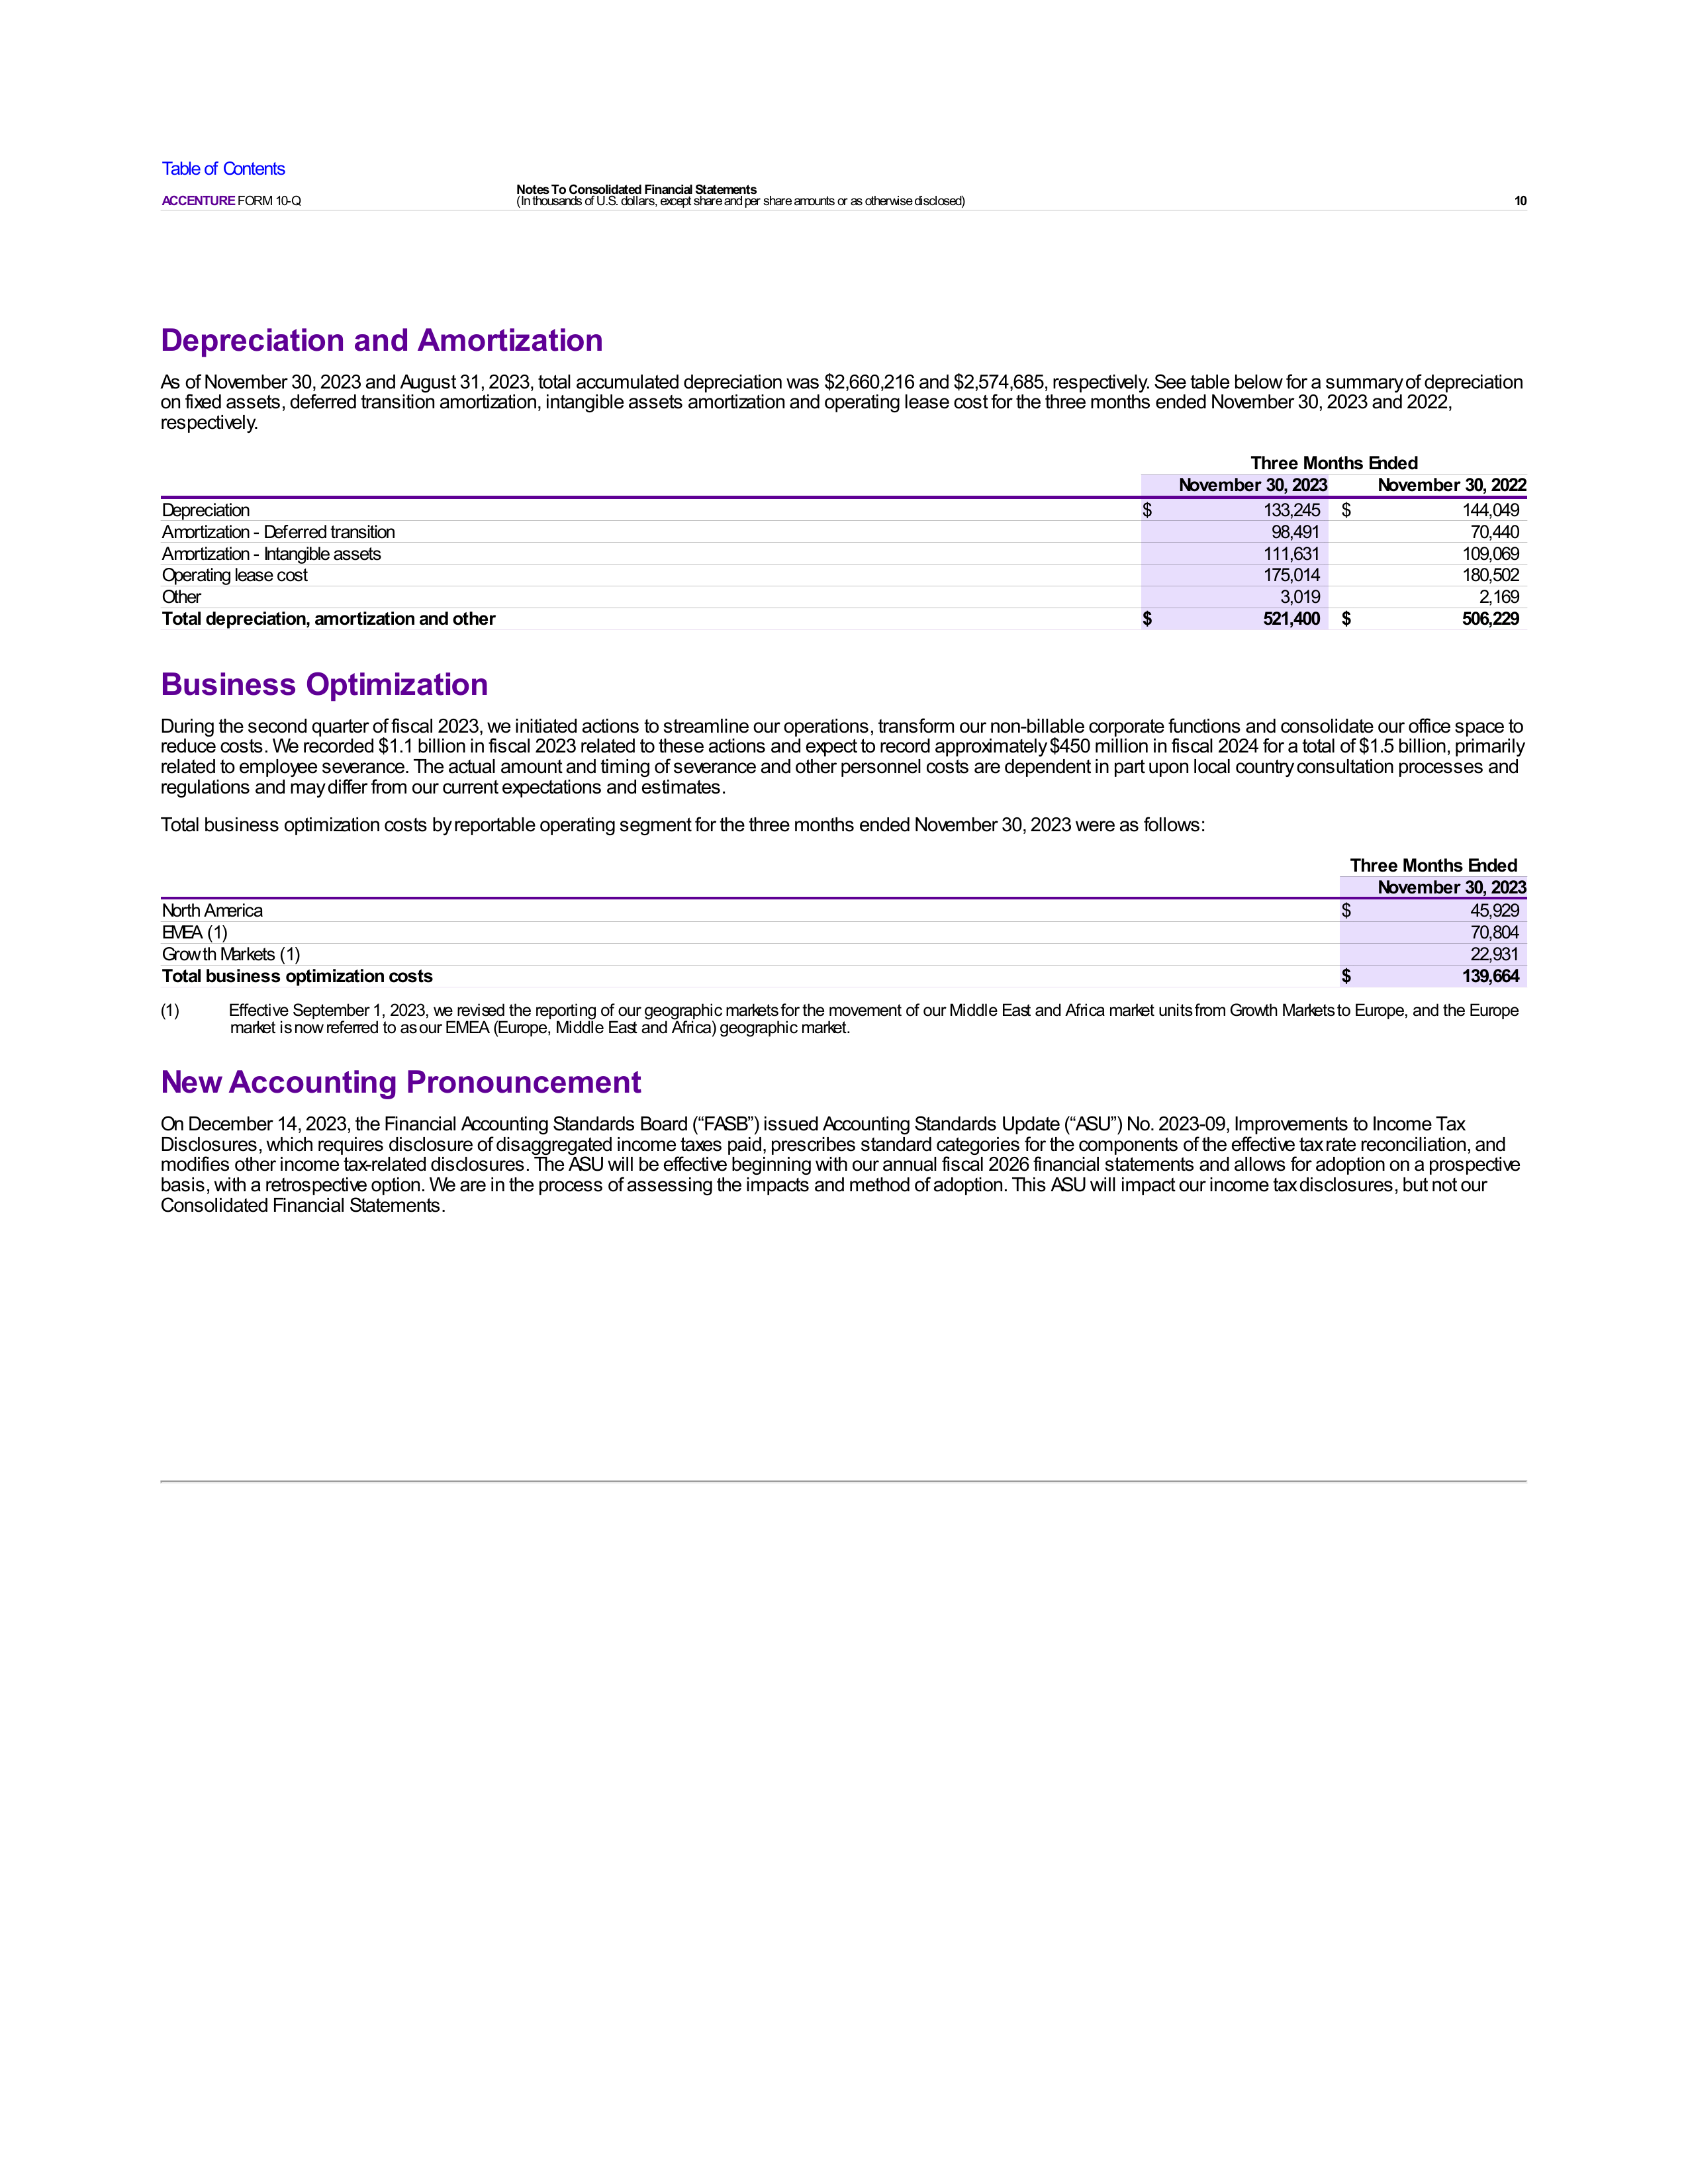 Table of Contents
Notes To Consolidated Financial Statements
ACCENTURE FORM 10-Q (In thousands of U.S. dollars, except share and per share amounts or as otherwise disclosed) 10
Depreciation and Amortization
As of November 30, 2023 and August 31, 2023, total accumulated depreciation was $2,660,216 and $2,574,685, respectively. See table below for a summary of depreciation
on fixed assets, deferred transition amortization, intangible assets amortization and operating lease cost for the three months ended November 30, 2023 and 2022,
respectively.
Three Months Ended
November 30, 2023 November 30, 2022
Depreciation $ 133,245 $ 144,049
Amortization - Deferred transition 98,491 70,440
Amortization - Intangible assets 111,631 109,069
Operating lease cost 175,014 180,502
Other 3,019 2,169
Total depreciation, amortization and other $ 521,400 $ 506,229
Business Optimization
During the second quarter of fiscal 2023, we initiated actions to streamline our operations, transform our non-billable corporate functions and consolidate our office space to
reduce costs. We recorded $1.1 billion in fiscal 2023 related to these actions and expect to record approximately $450 million in fiscal 2024 for a total of $1.5 billion, primarily
related to employee severance. The actual amount and timing of severance and other personnel costs are dependent in part upon local country consultation processes and
regulations and may differ from our current expectations and estimates.
Total business optimization costs by reportable operating segment for the three months ended November 30, 2023 were as follows:
Three Months Ended
November 30, 2023
North America $ 45,929
EMEA (1) 70,804
Growth Markets (1) 22,931
Total business optimization costs $ 139,664
(1) Effective September 1, 2023, we revised the reporting of our geographic markets for the movement of our Middle East and Africa market units from Growth Markets to Europe, and the Europe
market is now referred to as our EMEA (Europe, Middle East and Africa) geographic market.
New Accounting Pronouncement
On December 14, 2023, the Financial Accounting Standards Board (“FASB”) issued Accounting Standards Update (“ASU”) No. 2023-09, Improvements to Income Tax
Disclosures, which requires disclosure of disaggregated income taxes paid, prescribes standard categories for the components of the effective tax rate reconciliation, and
modifies other income tax-related disclosures. The ASU will be effective beginning with our annual fiscal 2026 financial statements and allows for adoption on a prospective
basis, with a retrospective option. We are in the process of assessing the impacts and method of adoption. This ASU will impact our income tax disclosures, but not our
Consolidated Financial Statements.